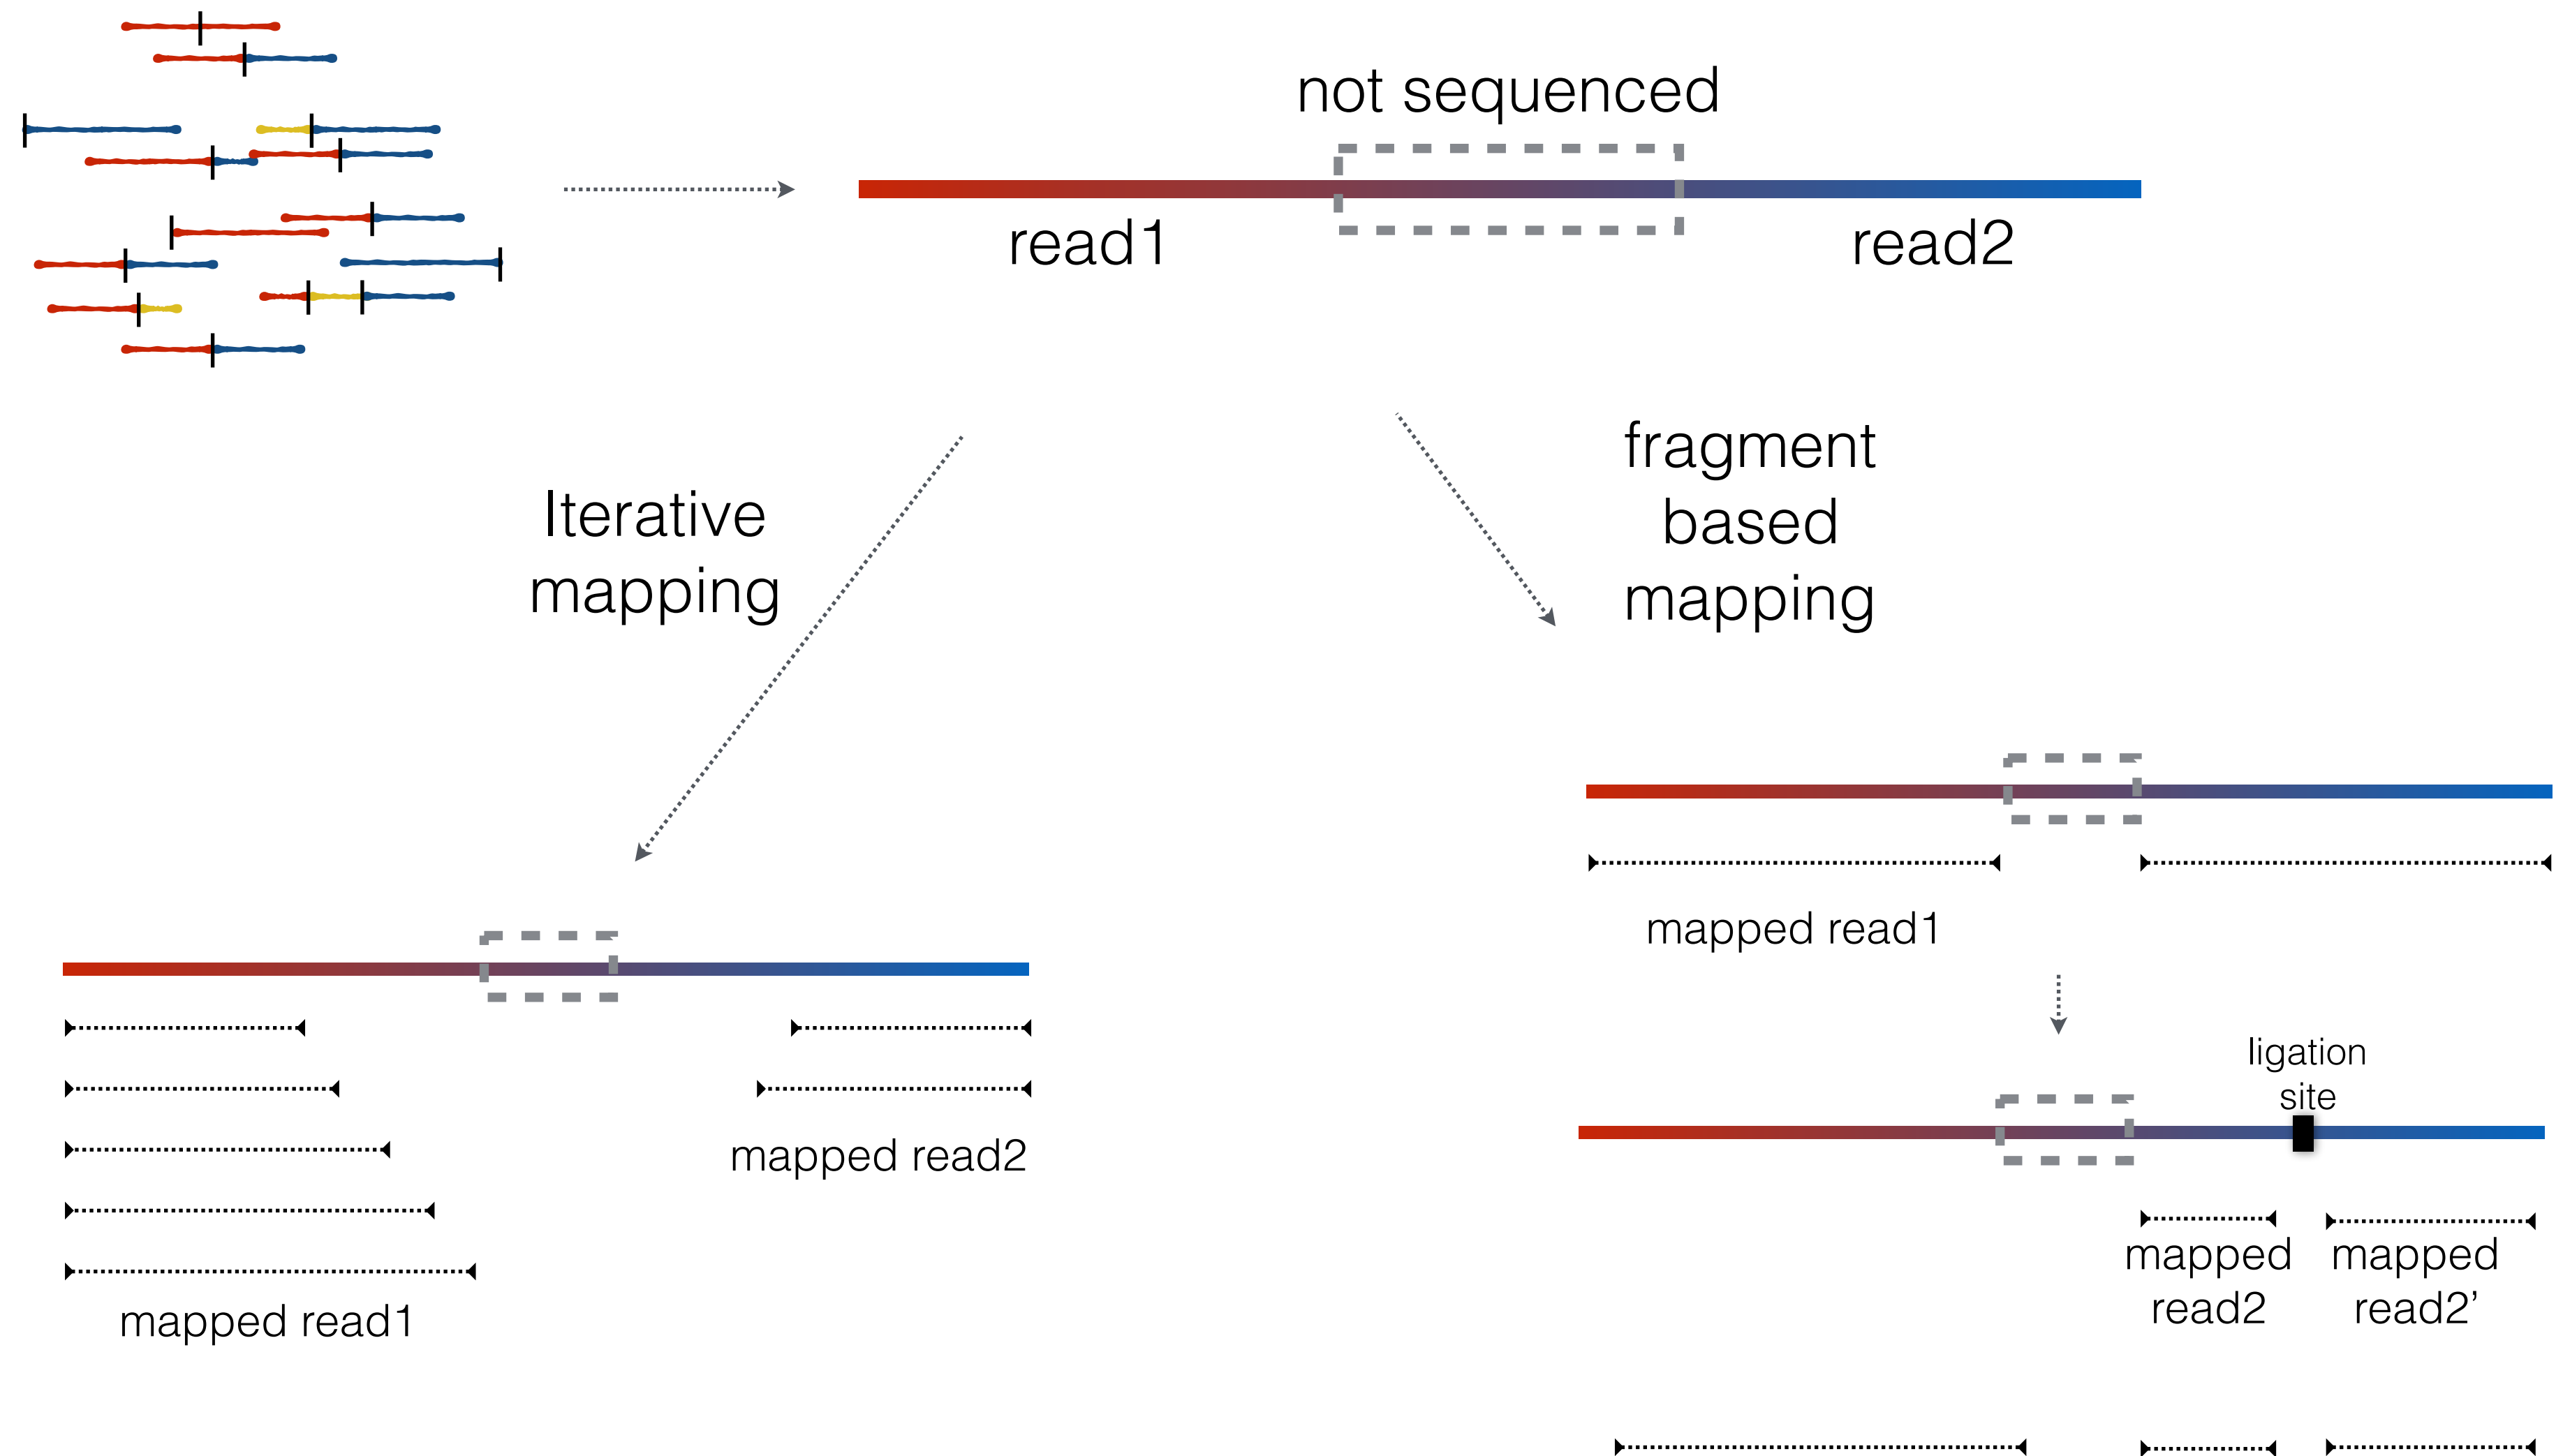 not sequenced
read1
read2
Iterative
mapping
fragment
based
mapping
mapped read1
ligation
site
mapped read2
mapped
read2
mapped
read2’
mapped read1